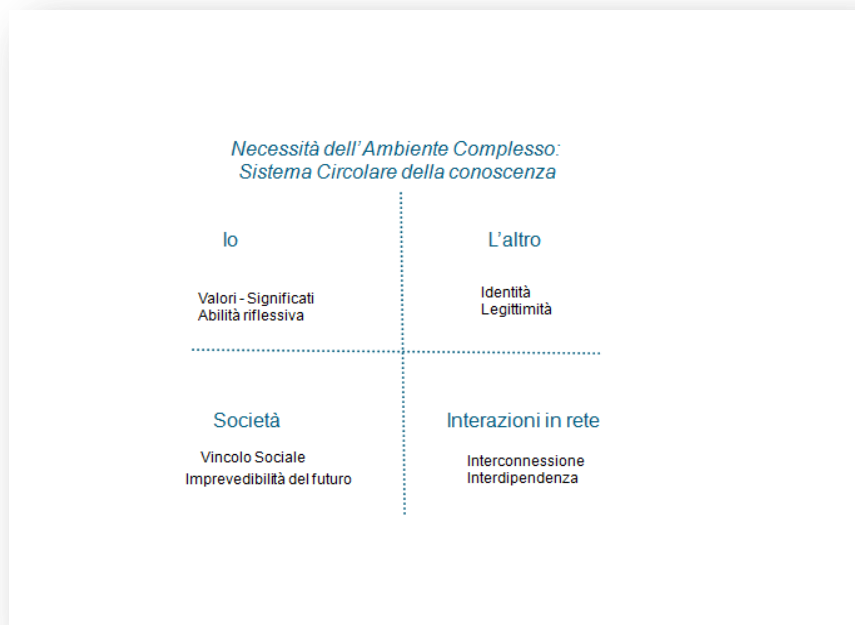 Necessità dell'Ambiente Complesso:
Sistema Circolare della conoscenza
Io
L'altro
Valori - Significati
Abilità riflessiva
Identità
Legittimità
Società
Interazioni in rete
Vincolo Sociale
Imprevedibilità del futuro
Interconnessione
Interdipendenza